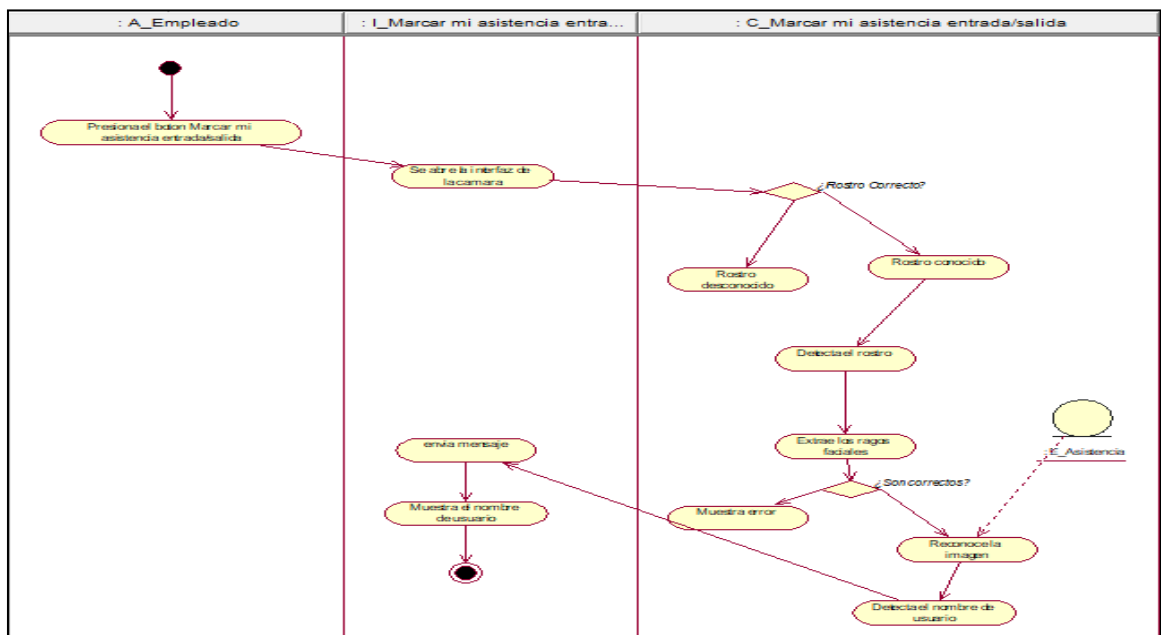 : A_Empleado
: I_Marcar mi asistencia entra...
: C_Marcar mi asistencia entrada/salida
Presiona el boton Marcar mi
asistencia entrada/salida
Se abre la interfaz de
la camara
¿Rostro Correcto?
Rostro
desconocido
Rostro conocido
Detecta el rostro
Extrae los ragos
faciales
: E_Asistencia
envia mensaje
¿Son correctos?
Muestra el nombre
de usuario
Muestra error
Reconoce la
imagen
Detecta el nombre de
usuario